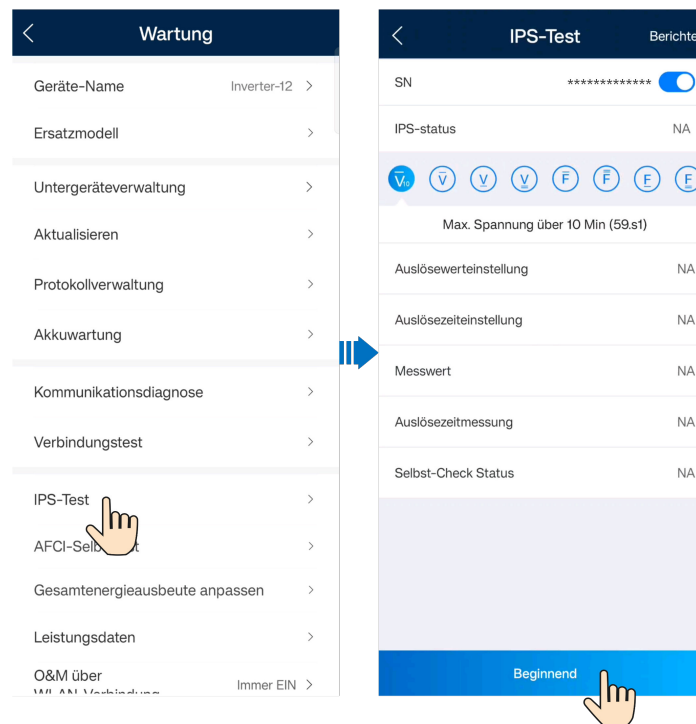 Wartung
Geräte-Name
Inverter-12
Ersatzmodell
Untergeräteverwaltung
Aktualisieren
Protokollverwaltung
Akkuwartung
Kommunikationsdiagnose
Verbindungstest
IPS-Test
Gesamtenergieausbeute anpassen
Leistungsdaten
O&M über
Immer EIN
IPS-Test
Berichte
SN
*************
IPS-status
NA
V10 V V V F F F F
Max. Spannung über 10 Min (59.s1)
Auslösewerteinstellung
NA
Auslösezeiteinstellung
NA
Messwert
NA
Auslösezeitmessung
NA
Selbst-Check Status
NA
Beginnend